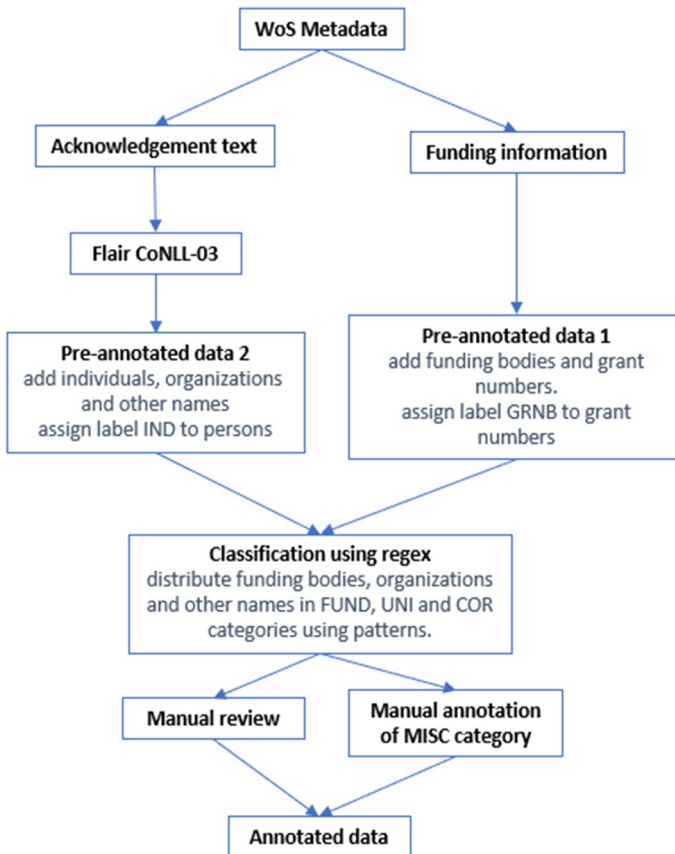 WoS Metadata
Acknowledgement text
Funding information
Flair CoNLL-03
Pre-annotated data 2
add individuals, organizations
and other names
assign label IND to persons
Pre-annotated data 1
add funding bodies and grant
numbers.
assign label GRNB to grant
numbers
Classification using regex
distribute funding bodies, organizations
and other names in FUND, UNI and COR
categories using patterns.
Manual review
Manual annotation
of MISC category
Annotated data